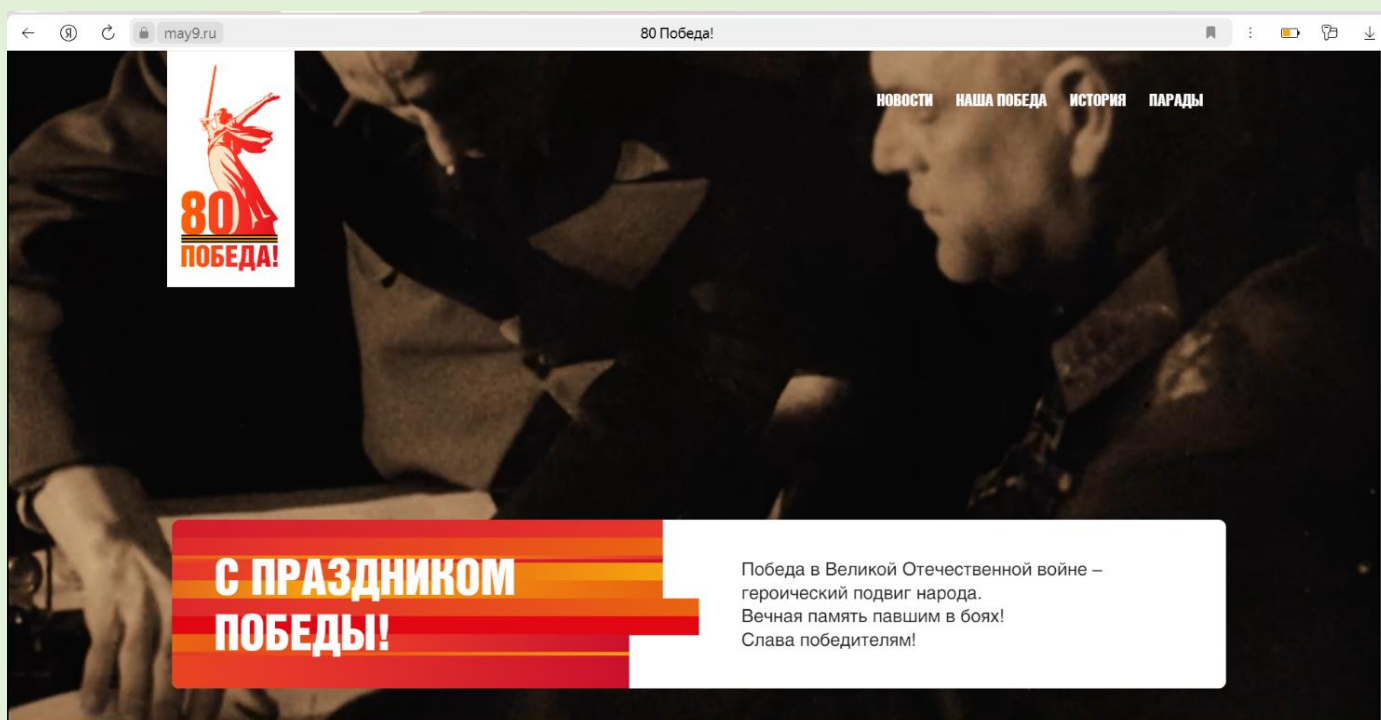 may9.ru
80 Победа!
НОВОСТИ НАША ПОБЕДА ИСТОРИЯ ПАРАДЫ
80
ПОБЕДА!
С ПРАЗДНИКОМ
ПОБЕДЫ!
Победа в Великой Отечественной войне –
героический подвиг народа.
Вечная память павшим в боях!
Слава победителям!